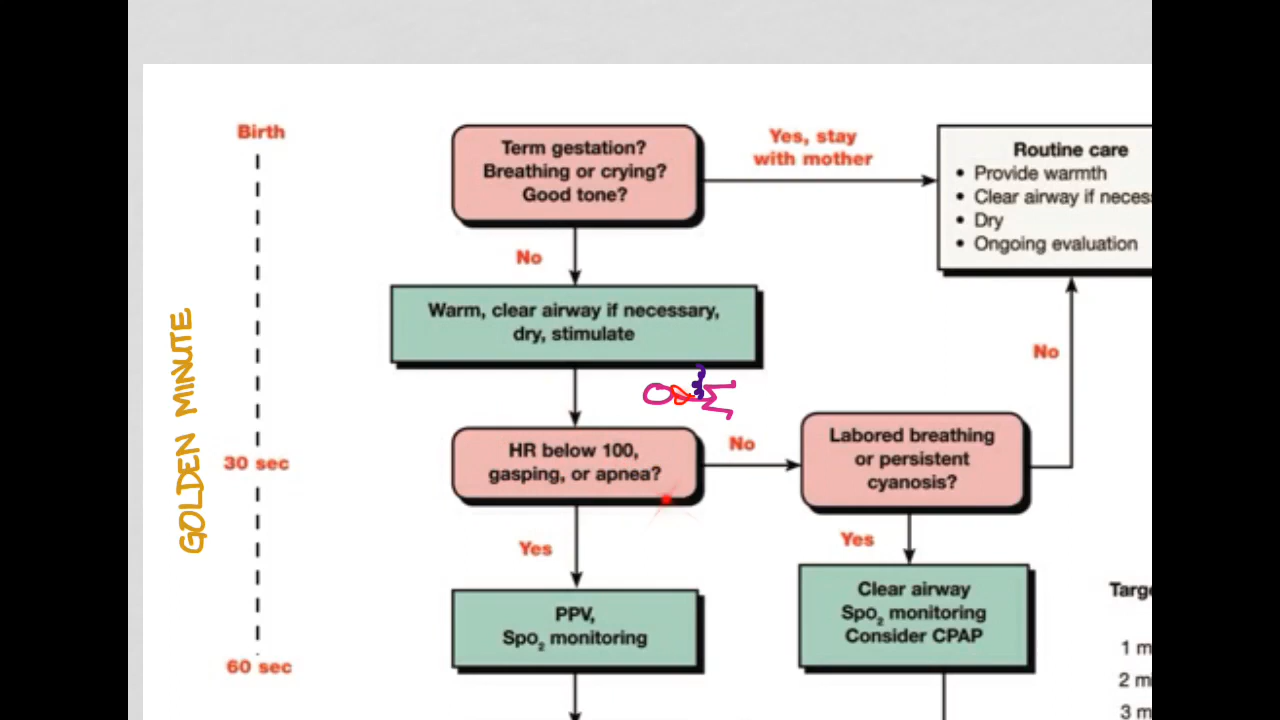 Birth
Term gestation?
Breathing or crying?
Good tone?
Yes, stay
with mother
Routine care
• Provide warmth
• Clear airway if necess
• Dry
• Ongoing evaluation
No
Warm, clear airway if necessary,
dry, stimulate
GOLDEN MINUTE
No
30 sec
HR below 100,
gasping, or apnea?
No
Labored breathing
or persistent
cyanosis?
Yes
Yes
PPV,
Spo₂ monitoring
Clear airway
Spo₂ monitoring
Consider CPAP
Targe
1 m
2 m
3 m
60 sec